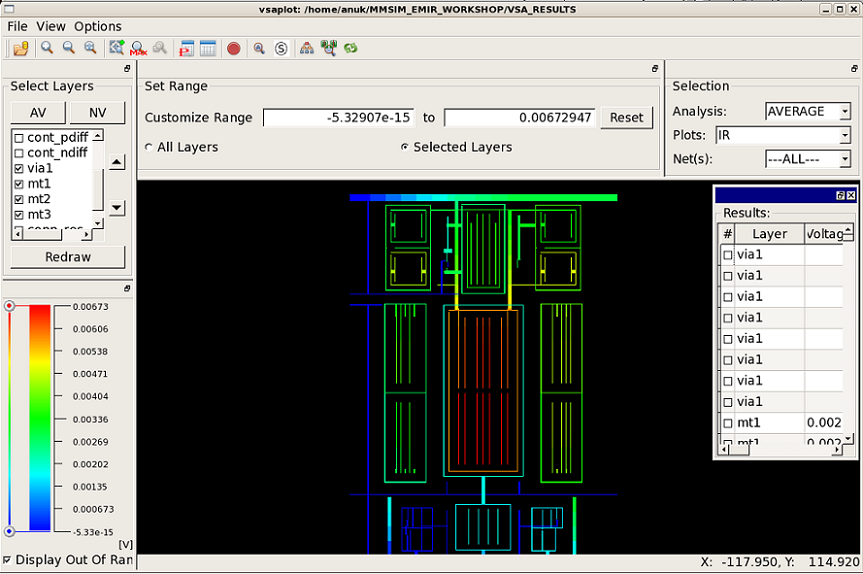 vsaplot: /home/anuk/MMSIM_EMIR_WORKSHOP/VSA_RESULTS
File View Options
Select Layers
AV NV
cont_pdiff
cont_ndiff
via1
mt1
mt2
mt3
Redraw
Set Range
Customize Range -5.32907e-15 to 0.00672947 Reset
All Layers Selected Layers
Selection
Analysis: AVERAGE
Plots: IR
Net(s): ---ALL---
Results:
# Layer Voltag
via1
via1
via1
via1
via1
via1
via1
via1
mt1 0.002
mt1 0.002
0.00673
0.00606
0.00538
0.00471
0.00404
0.00336
0.00269
0.00202
0.00135
0.000673
-5.33e-15
[V]
Display Out Of Ran
X: -117.950, Y: 114.920